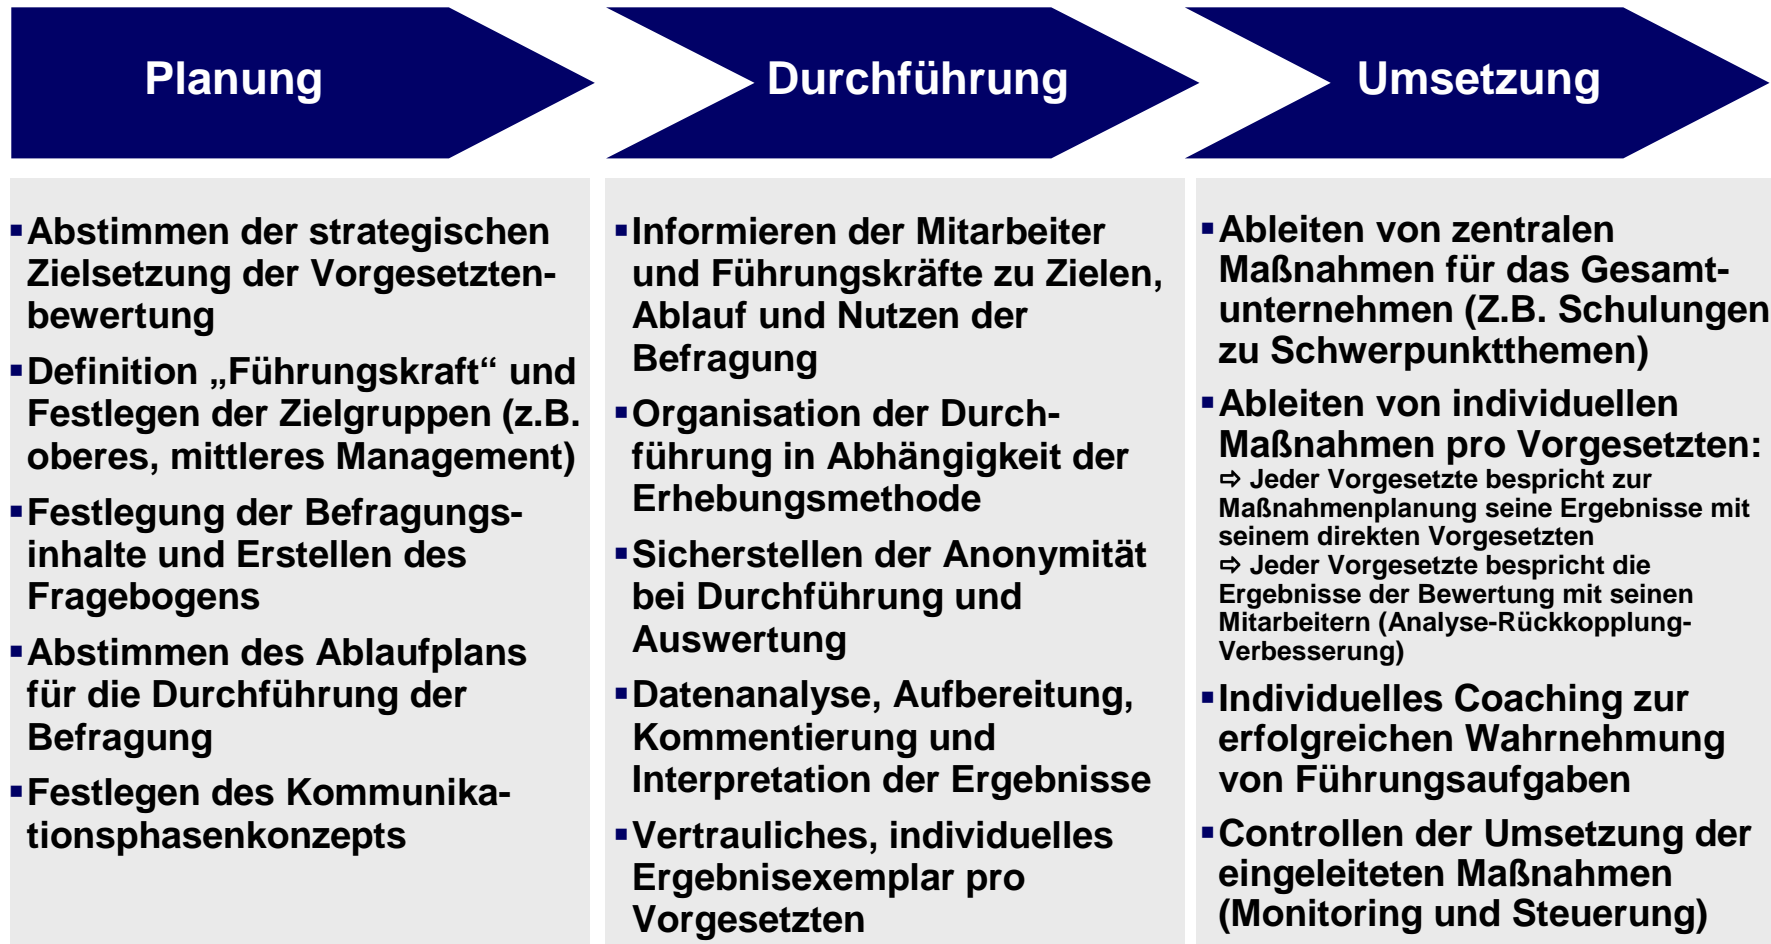 Planung
Durchführung
Umsetzung
▪Abstimmen der strategischen
Zielsetzung der Vorgesetzten-
bewertung
▪Definition „Führungskraft“ und
Festlegen der Zielgruppen (z.B.
oberes, mittleres Management)
▪Festlegung der Befragungs-
inhalte und Erstellen des
Fragebogens
▪Abstimmen des Ablaufplans
für die Durchführung der
Befragung
▪Festlegen des Kommunika-
tionsphasenkonzepts
▪Informieren der Mitarbeiter
und Führungskräfte zu Zielen,
Ablauf und Nutzen der
Befragung
▪Organisation der Durch-
führung in Abhängigkeit der
Erhebungsmethode
▪Sicherstellen der Anonymität
bei Durchführung und
Auswertung
▪Datenanalyse, Aufbereitung,
Kommentierung und
Interpretation der Ergebnisse
▪Vertrauliches, individuelles
Ergebnisexemplar pro
Vorgesetzten
▪Ableiten von zentralen
Maßnahmen für das Gesamt-
unternehmen (Z.B. Schulungen
zu Schwerpunktthemen)
▪Ableiten von individuellen
Maßnahmen pro Vorgesetzten:
⇨ Jeder Vorgesetzte bespricht zur
Maßnahmenplanung seine Ergebnisse mit
seinem direkten Vorgesetzten
⇨ Jeder Vorgesetzte bespricht die
Ergebnisse der Bewertung mit seinen
Mitarbeitern (Analyse-Rückkopplung-
Verbesserung)
▪Individuelles Coaching zur
erfolgreichen Wahrnehmung
von Führungsaufgaben
▪Controllen der Umsetzung der
eingeleiteten Maßnahmen
(Monitoring und Steuerung)